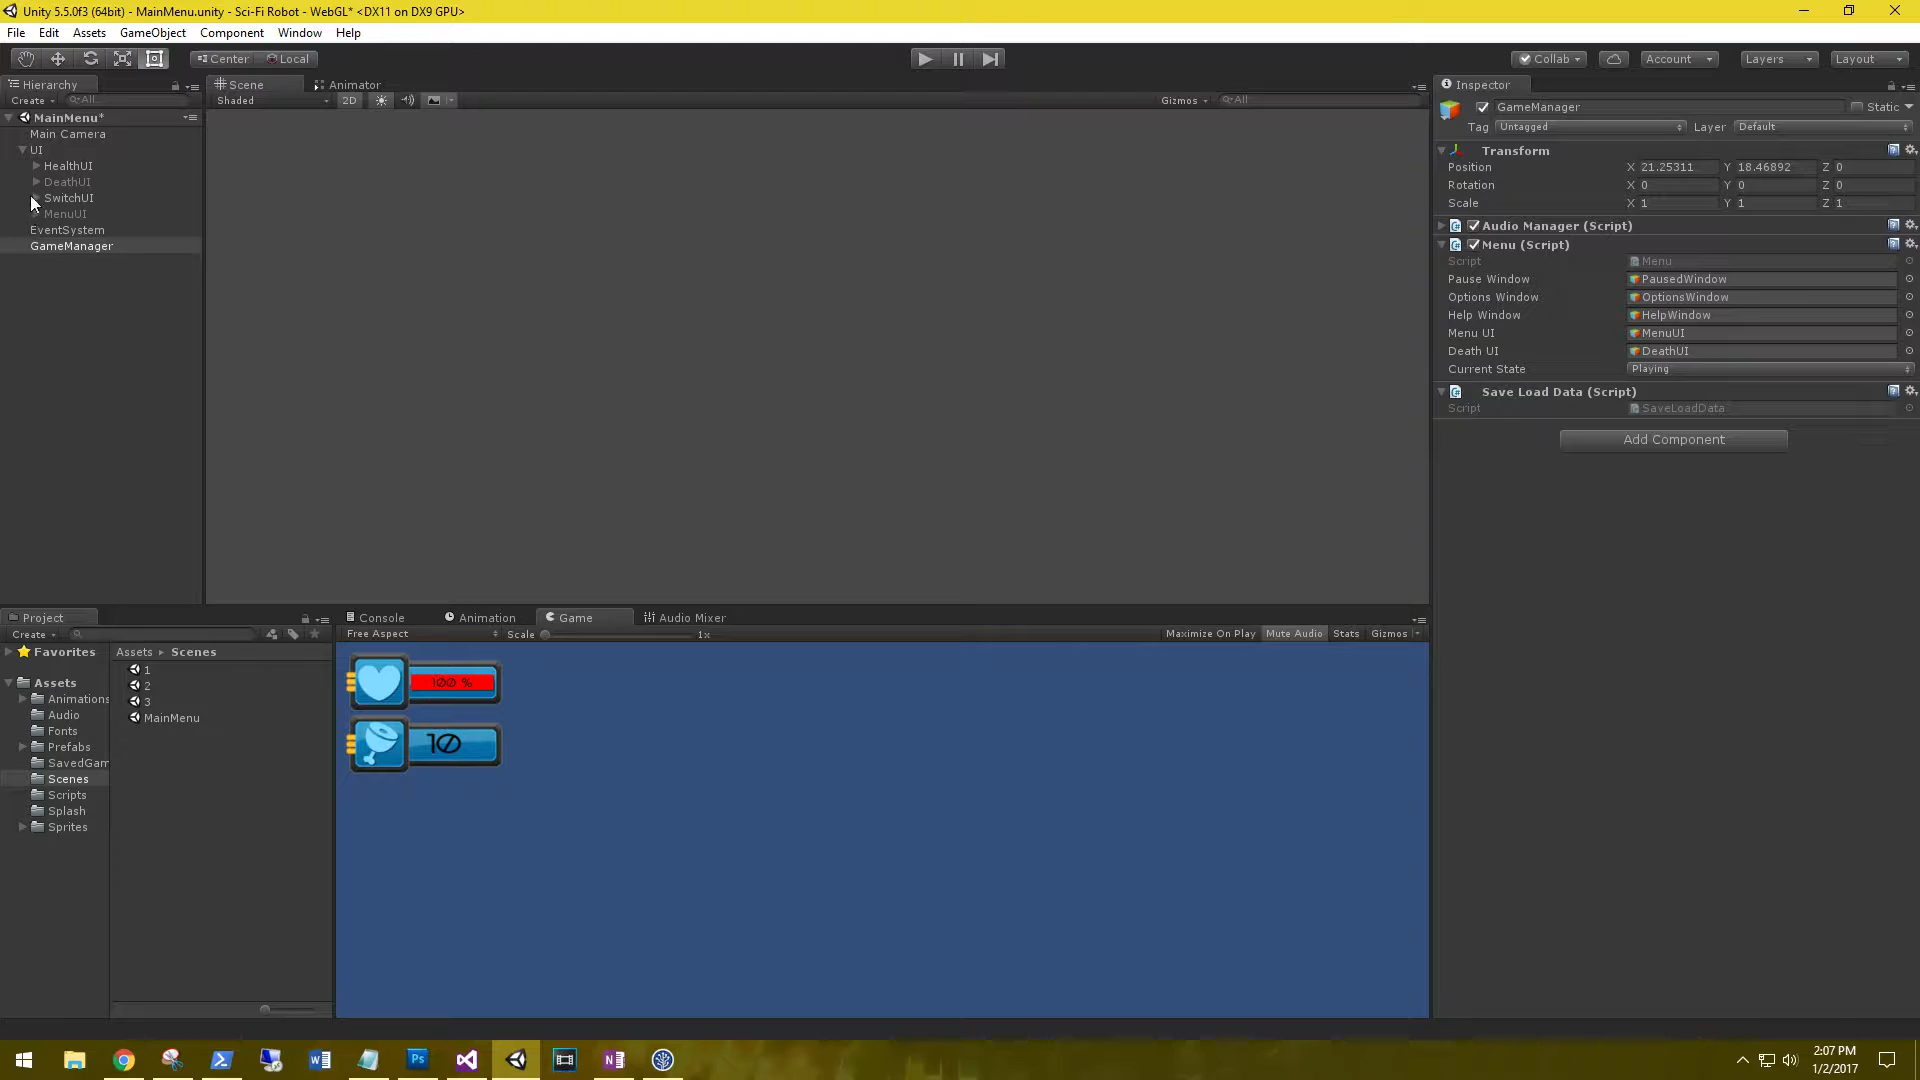 Unity 5.5.0f3 (64bit) - MainMenu.unity - Sci-Fi Robot - WebGL* <DX11 on DX9 GPU>
File Edit Assets GameObject Component Window Help
Center Local Collab Account Layers Layout
Hierarchy Scene Animator Inspector
Create All Shaded 2D Gizmos All
GameManager Static
MainMenu*
Tag Untagged Layer Default
Main Camera
UI
HealthUI
DeathUI
SwitchUI
MenuUI
EventSystem
GameManager
Transform
Position X 21.25311 Y 18.46892 Z 0
Rotation X 0 Y 0 Z 0
Scale X 1 Y 1 Z 1
Audio Manager (Script)
Menu (Script)
Script Menu
Pause Window PausedWindow
Options Window OptionsWindow
Help Window HelpWindow
Menu UI MenuUI
Death UI DeathUI
Current State Playing
Save Load Data (Script)
Script SaveLoadData
Add Component
Project Console Animation Game Audio Mixer
Create Free Aspect Scale 1x Maximize On Play Mute Audio Stats Gizmos
Favorites
Assets
Animations
Audio
Fonts
Prefabs
SavedGam
Scenes
Scripts
Splash
Sprites
Assets Scenes
1
2
3
MainMenu
100 %
10
2:07 PM
1/2/2017